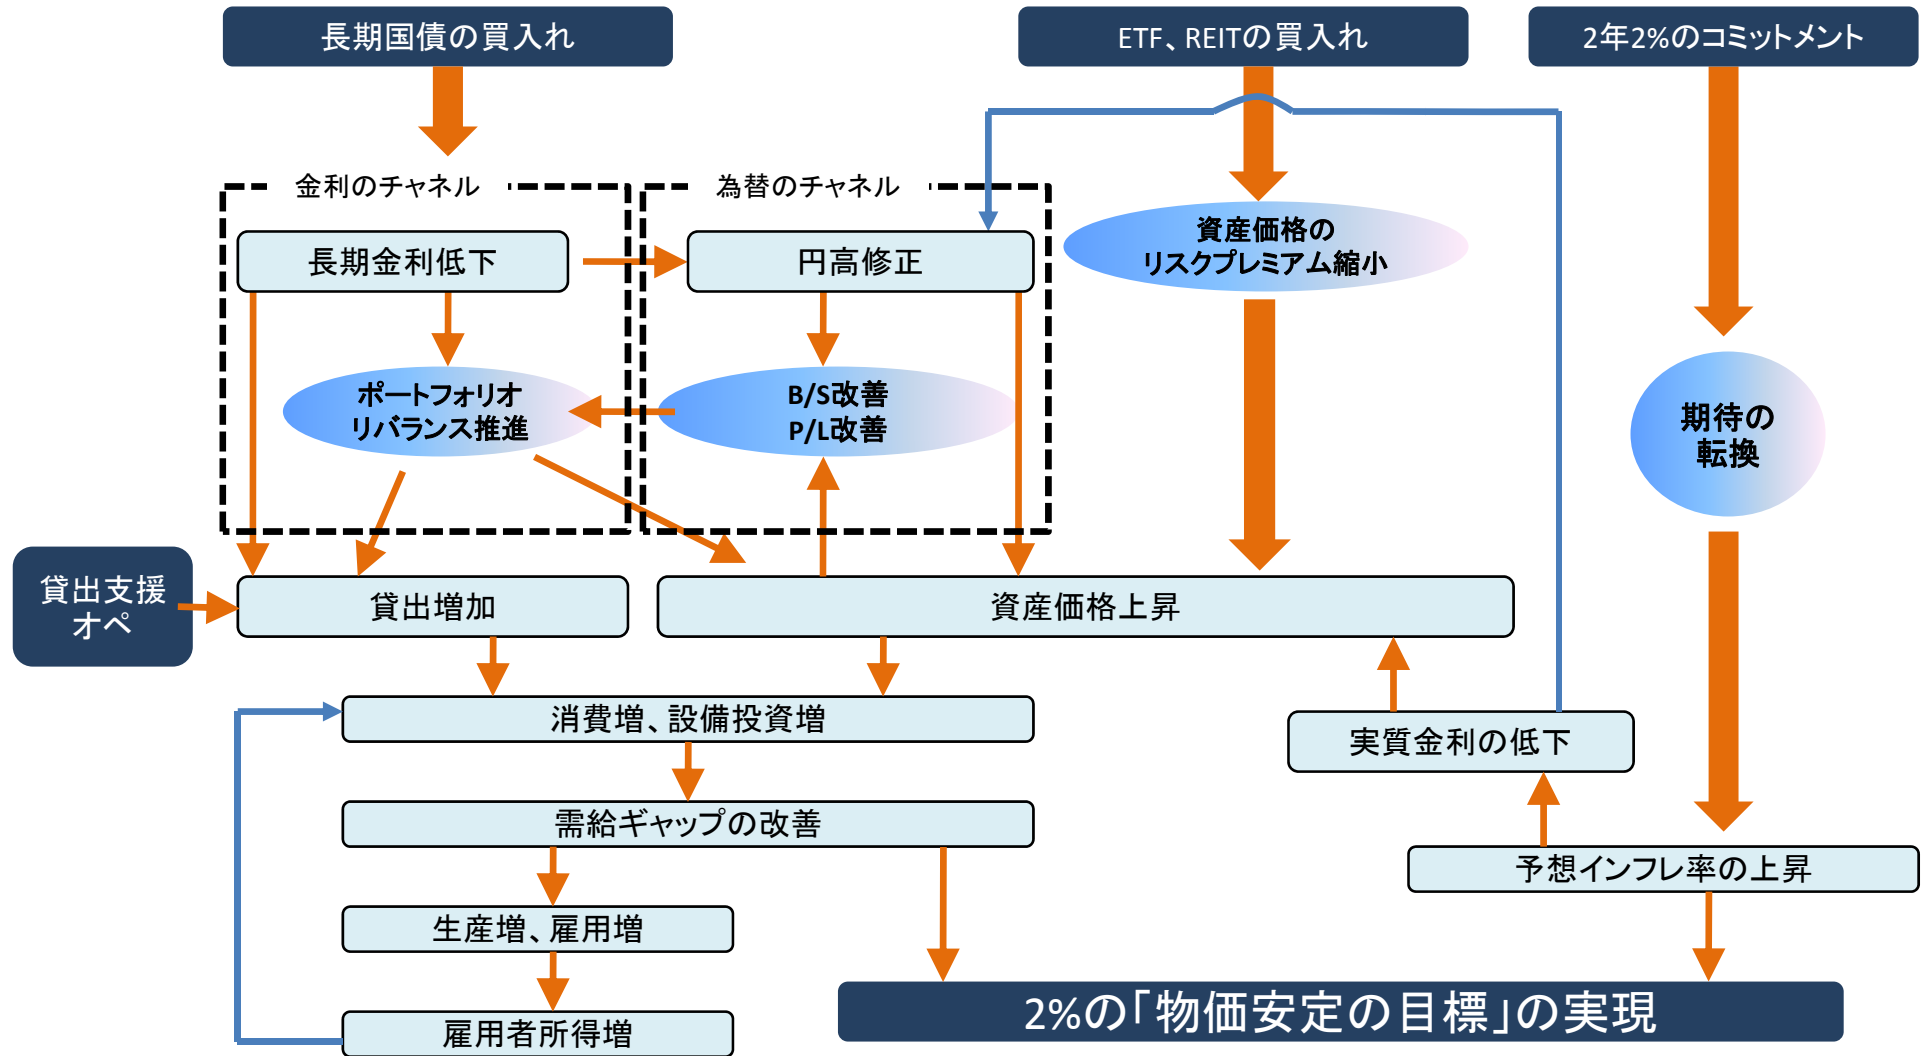 長期国債の買入れ
ETF、REITの買入れ
2年2%のコミットメント
金利のチャネル
為替のチャネル
長期金利低下
円高修正
資産価格の
リスクプレミアム縮小
ポートフォリオ
リバランス推進
B/S改善
P/L改善
期待の
転換
貸出支援
オペ
貸出増加
資産価格上昇
消費増、設備投資増
実質金利の低下
需給ギャップの改善
予想インフレ率の上昇
生産増、雇用増
雇用者所得増
2%の「物価安定の目標」の実現